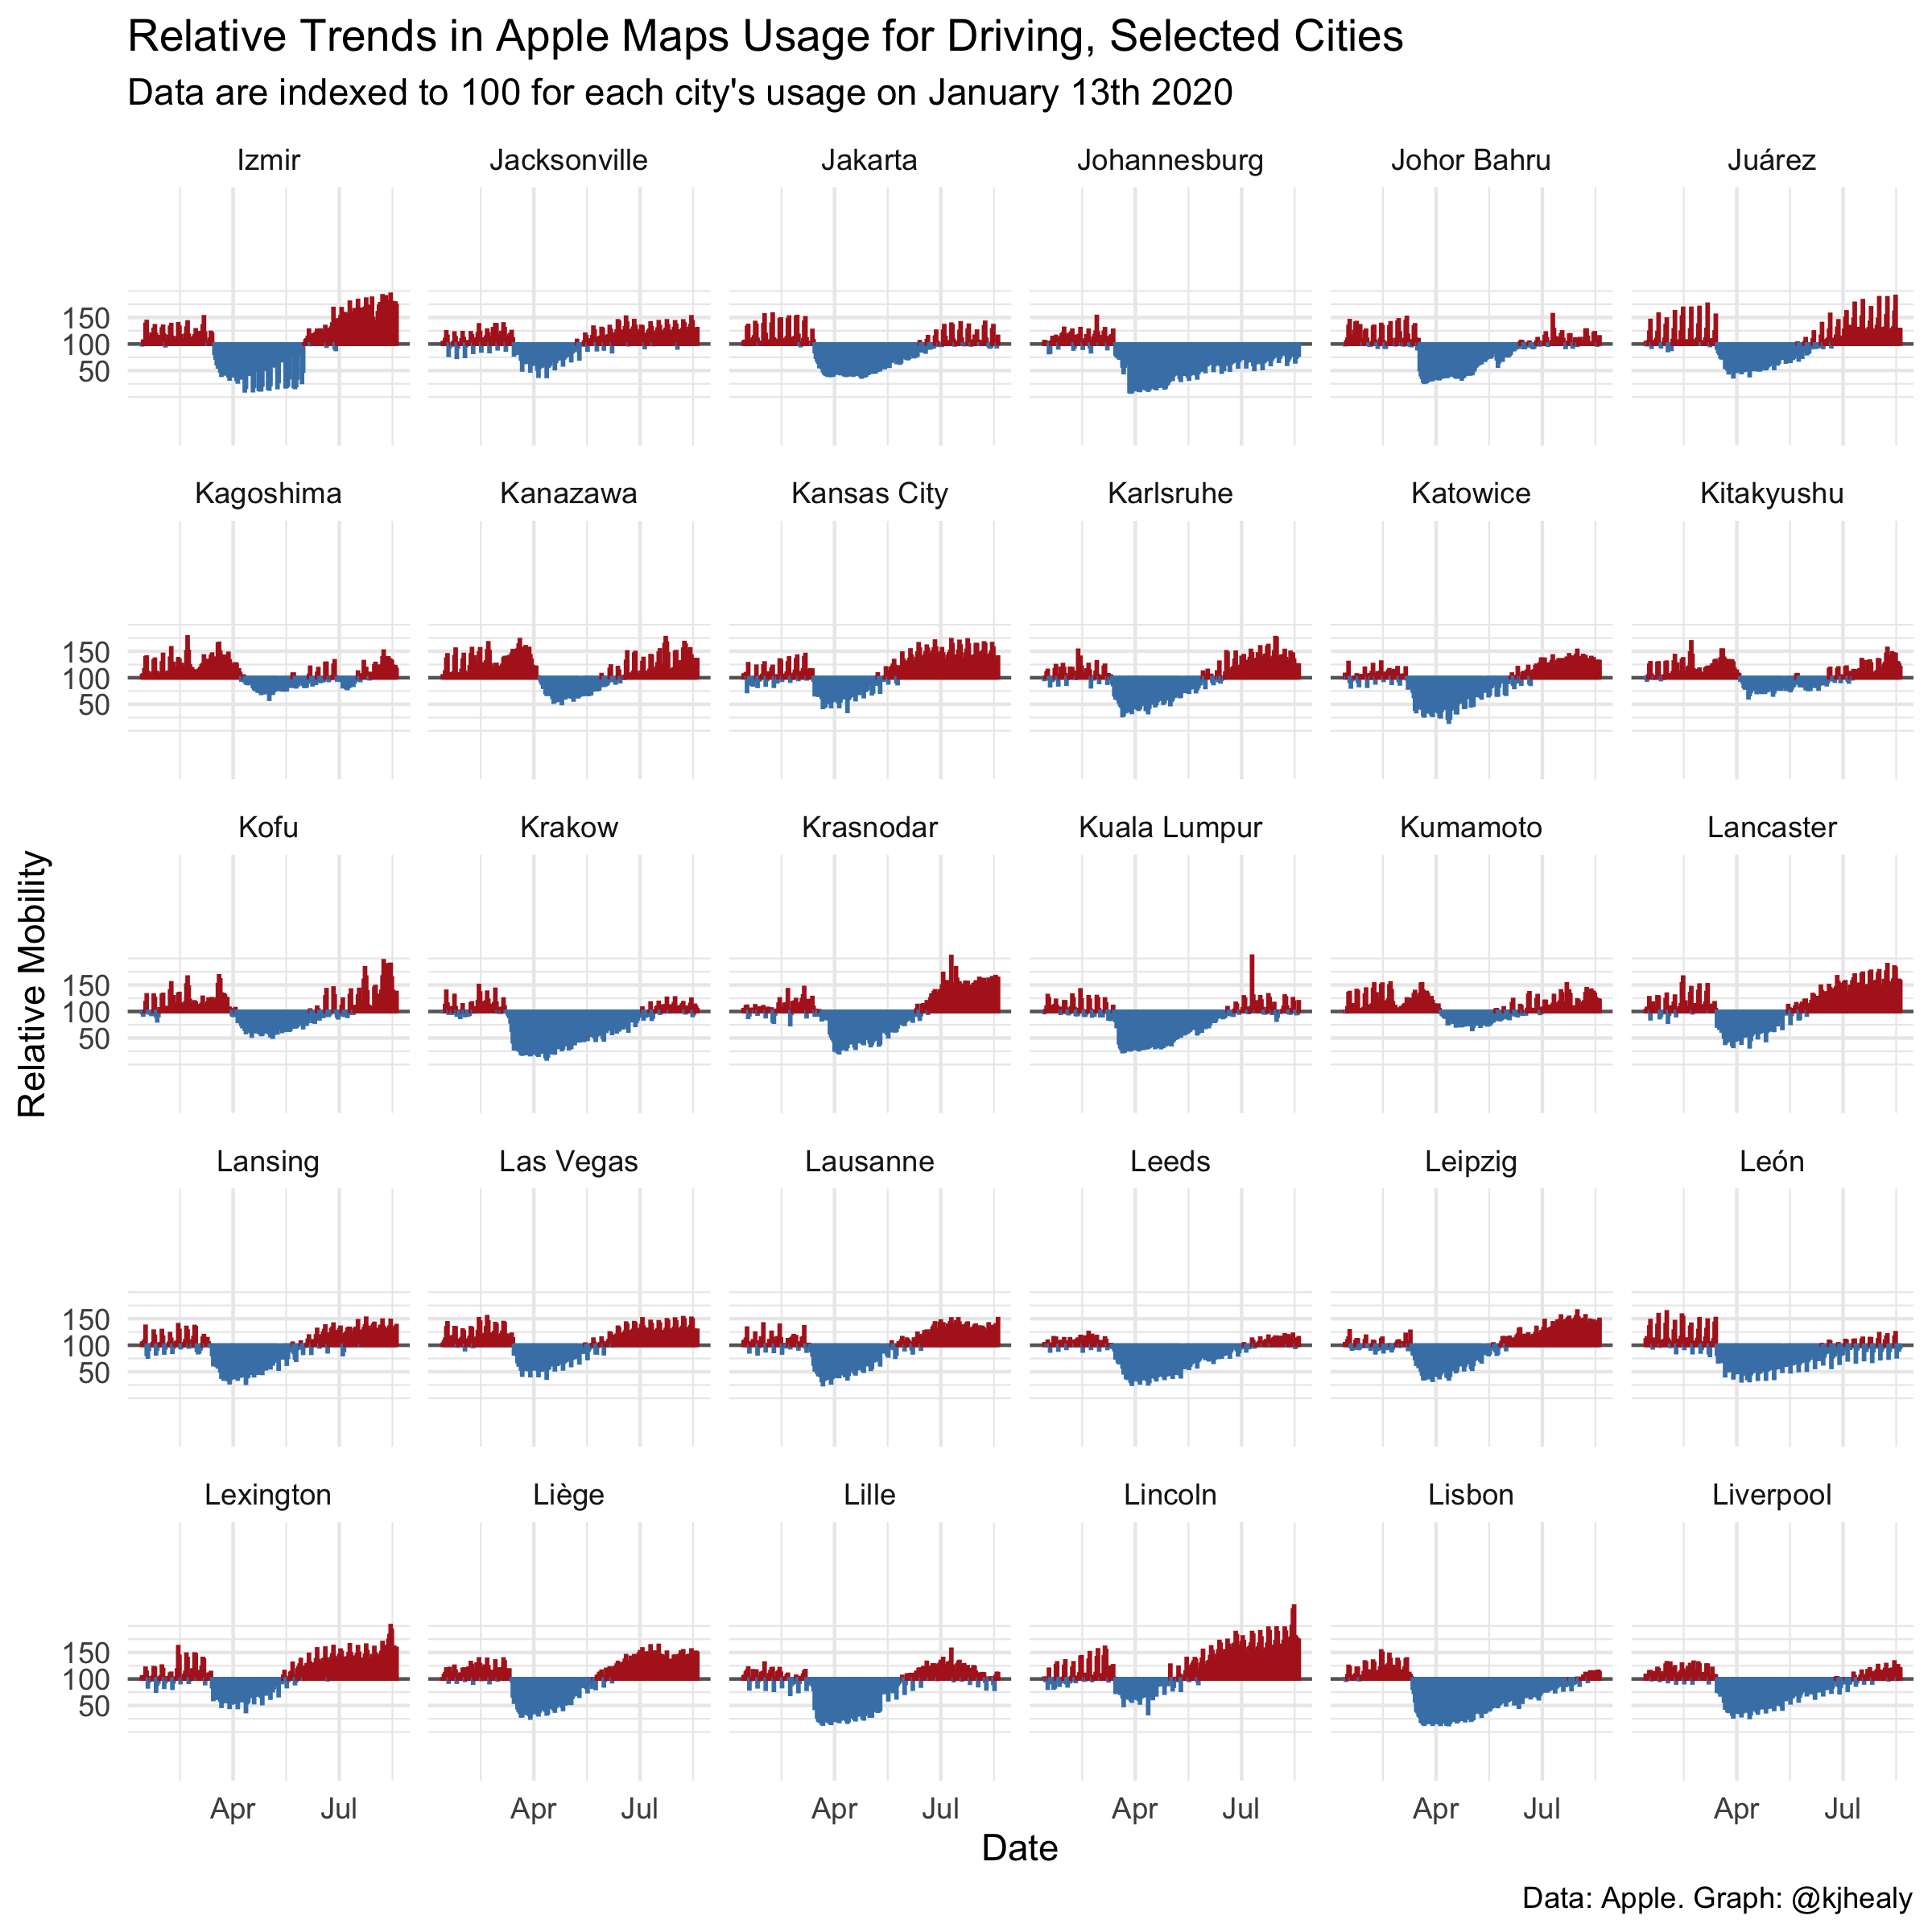 Relative Trends in Apple Maps Usage for Driving, Selected Cities
Data are indexed to 100 for each city's usage on January 13th 2020
Izmir Jacksonville Jakarta Johannesburg Johor Bahru Juárez
150
100
50
Kagoshima Kanazawa Kansas City Karlsruhe Katowice Kitakyushu
150
100
50
Kofu Krakow Krasnodar Kuala Lumpur Kumamoto Lancaster
150
100
50
Relative Mobility
Lansing Las Vegas Lausanne Leeds Leipzig León
150
100
50
Lexington Liège Lille Lincoln Lisbon Liverpool
150
100
50
Apr Jul Apr Jul Apr Jul Apr Jul Apr Jul Apr Jul
Date
Data: Apple. Graph: @kjhealy